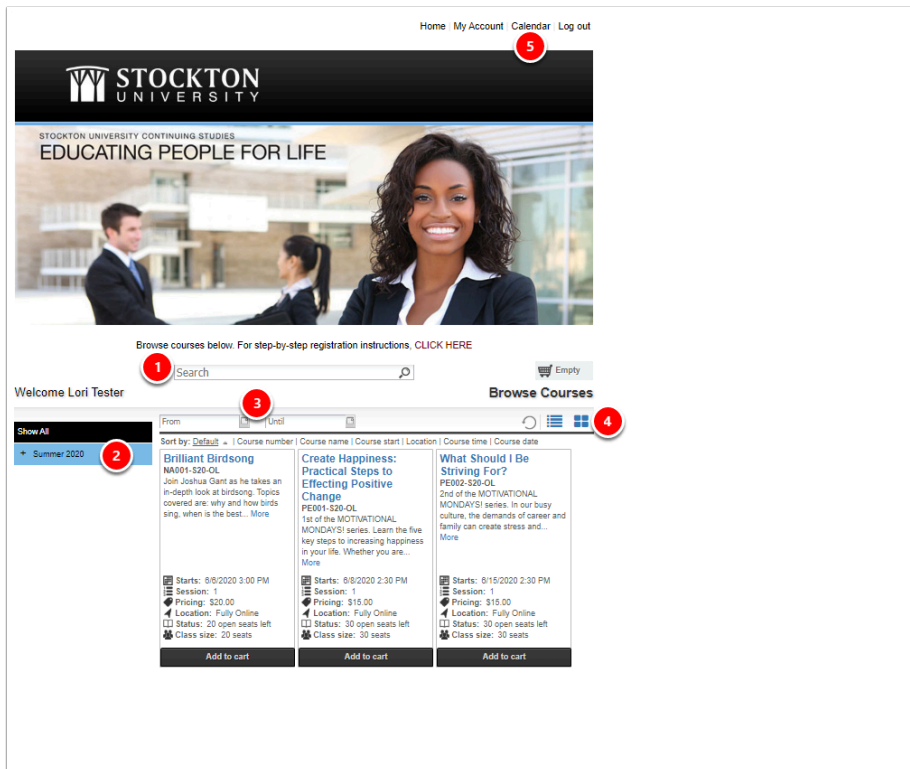 Home | My Account | Calendar | Log out
5
STOCKTON
UNIVERSITY
STOCKTON UNIVERSITY CONTINUING STUDIES
EDUCATING PEOPLE FOR LIFE
Browse courses below. For step-by-step registration instructions, CLICK HERE
1
Search
Empty
Welcome Lori Tester
Browse Courses
3
From
Until
4
Show All
Sort by: Default | Course number | Course name | Course start | Location | Course time | Course date
+ Summer 2020
2
Brilliant Birdsong
NA001-S20-OL
Join Joshua Gant as he takes an
in-depth look at birdsong. Topics
covered are: why and how birds
sing, when is the best... More
Starts: 6/6/2020 3:00 PM
Session: 1
Pricing: $20.00
Location: Fully Online
Status: 20 open seats left
Class size: 20 seats
Add to cart
Create Happiness:
Practical Steps to
Effecting Positive
Change
PE001-S20-OL
1st of the MOTIVATIONAL
MONDAYS! series. Learn the five
key steps to increasing happiness
in your life. Whether you are...
More
Starts: 6/8/2020 2:30 PM
Session: 1
Pricing: $15.00
Location: Fully Online
Status: 30 open seats left
Class size: 30 seats
Add to cart
What Should I Be
Striving For?
PE002-S20-OL
2nd of the MOTIVATIONAL
MONDAYS! series. In our busy
culture, the demands of career and
family can create stress and...
More
Starts: 6/15/2020 2:30 PM
Session: 1
Pricing: $15.00
Location: Fully Online
Status: 30 open seats left
Class size: 30 seats
Add to cart